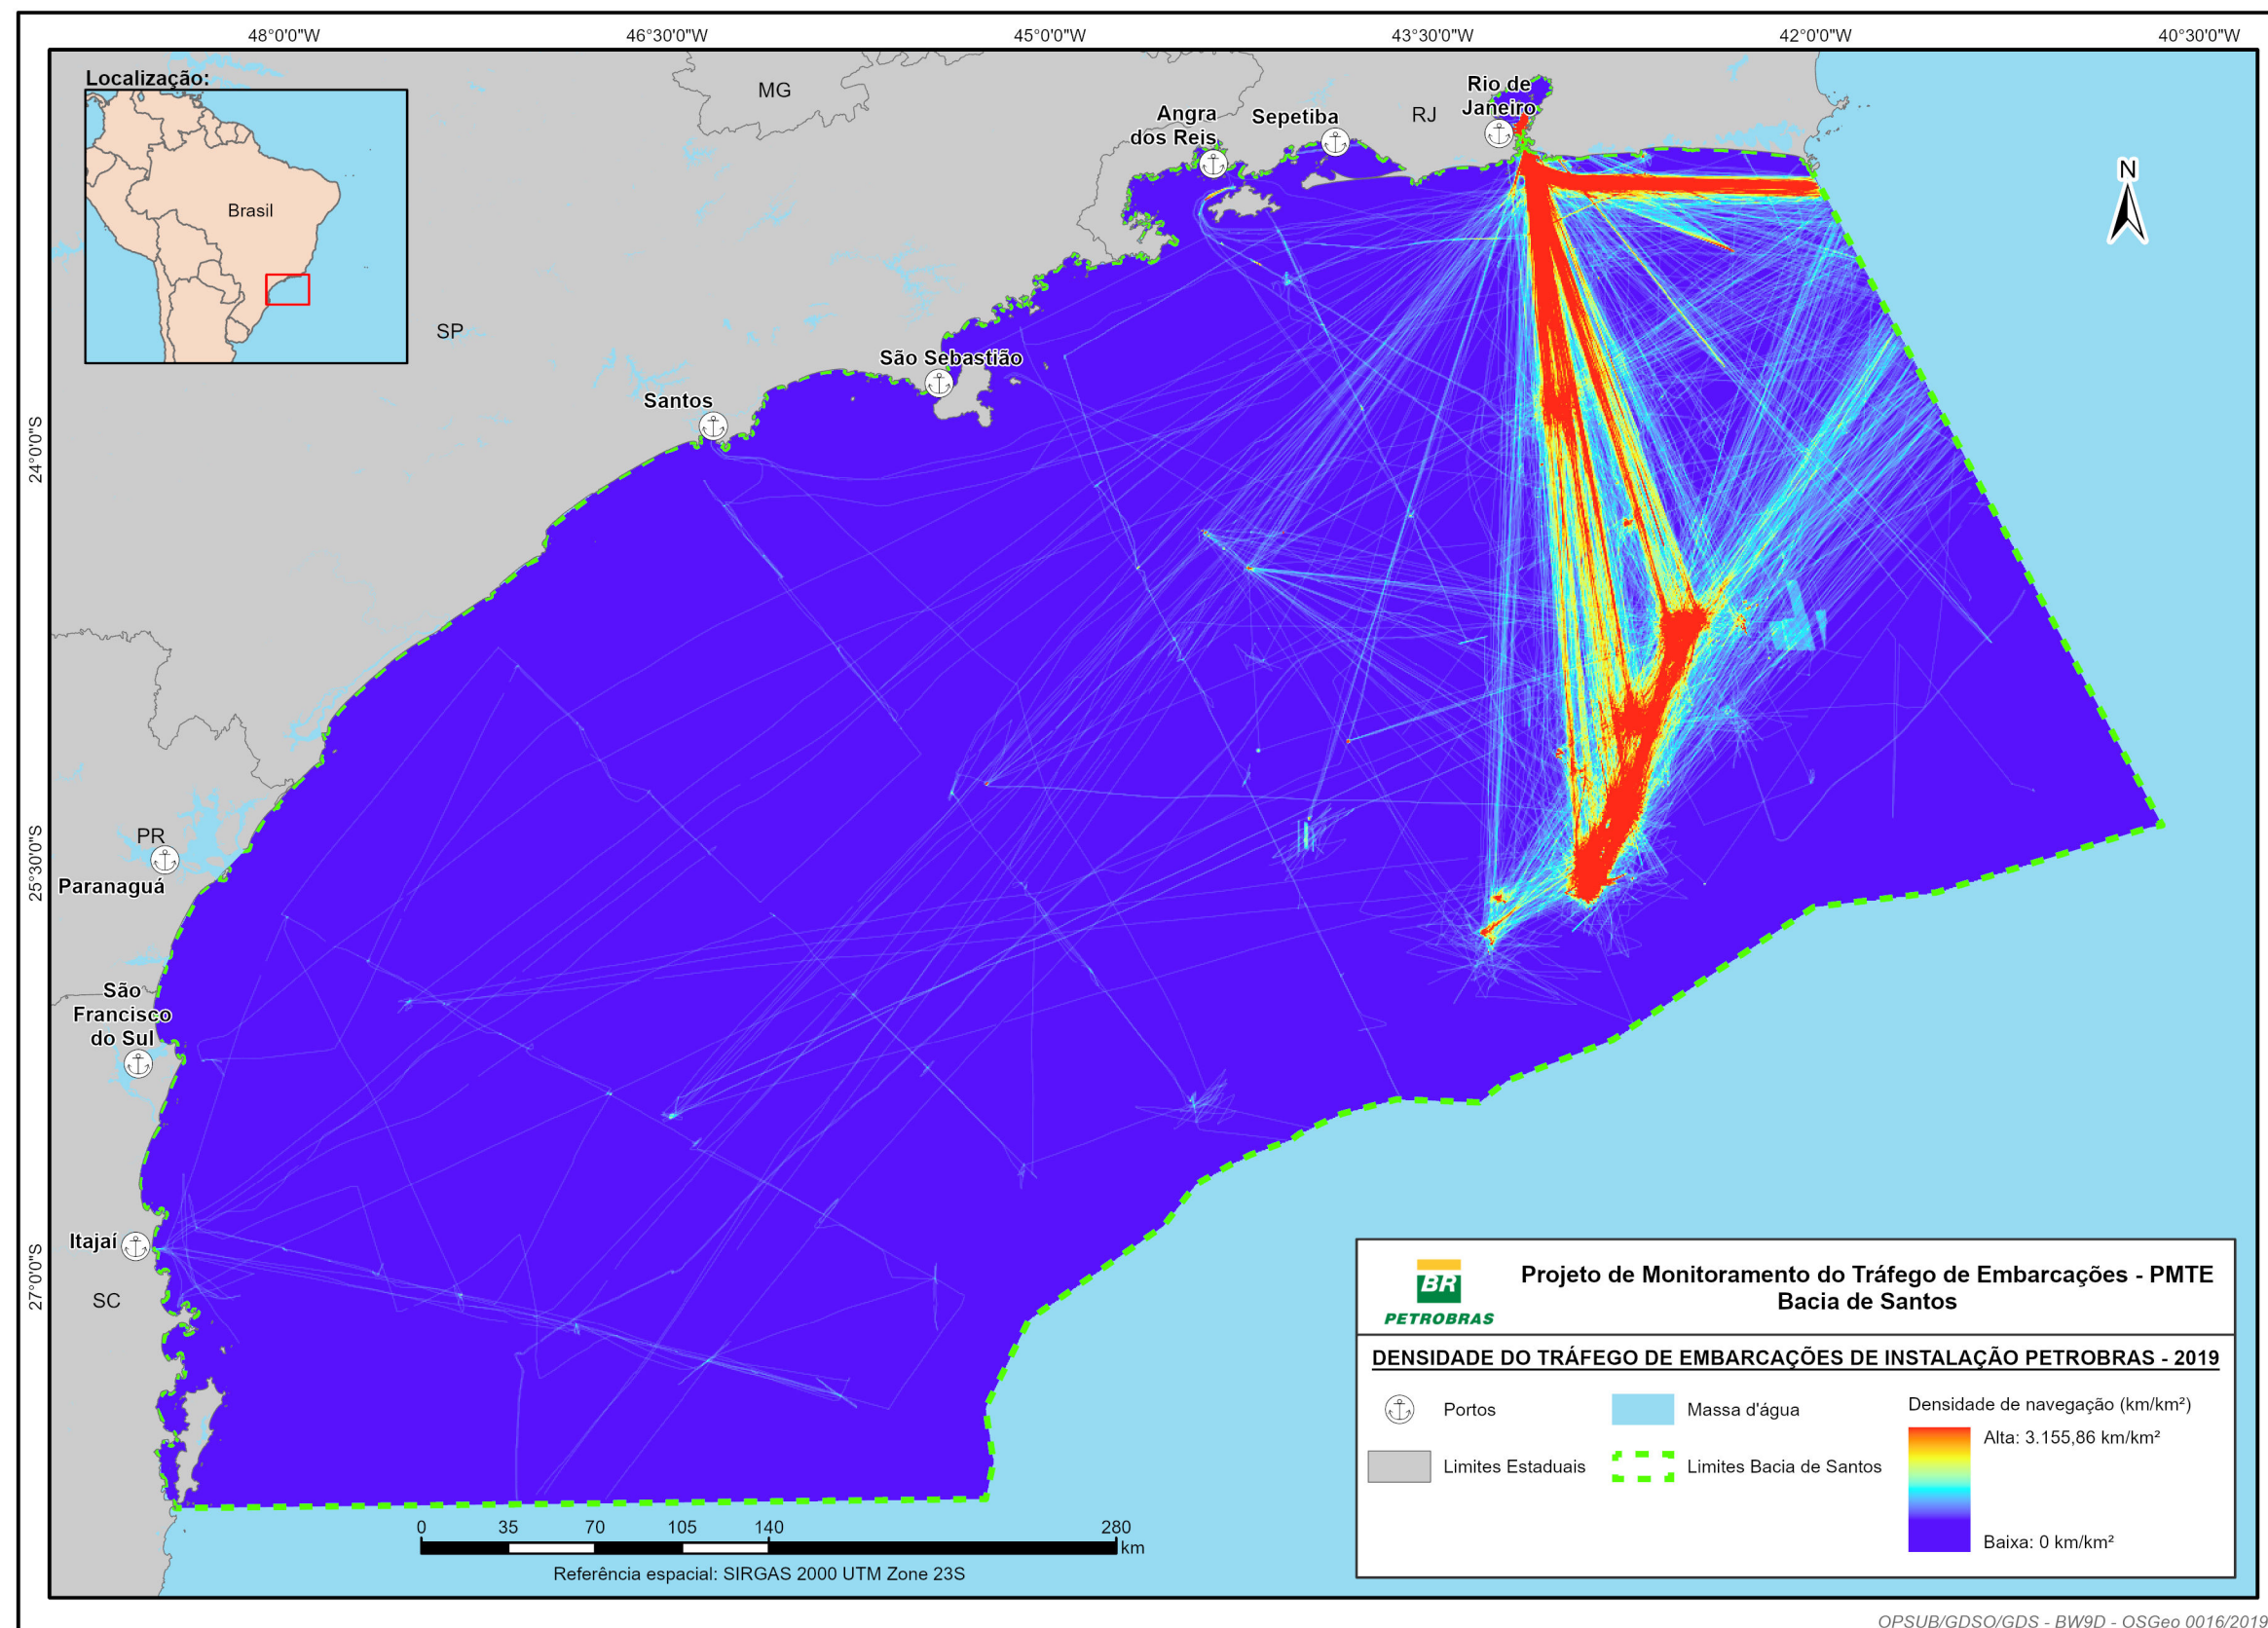 48°0'0"W
46°30'0"W
45°0'0"W
43°30'0"W
42°0'0"W
40°30'0"W
Localização:
Brasil
MG
Angra
dos Reis
Sepetiba
RJ
Rio de
Janeiro
N
SP
São Sebastião
Santos
24°0'0"S
25°30'0"S
27°0'0"S
PR
Paranaguá
São
Francisco
do Sul
Itajaí
SC
BR
PETROBRAS
Projeto de Monitoramento do Tráfego de Embarcações - PMTE
Bacia de Santos
DENSIDADE DO TRÁFEGO DE EMBARCAÇÕES DE INSTALAÇÃO PETROBRAS - 2019
Portos
Massa d'água
Densidade de navegação (km/km²)
Alta: 3.155,86 km/km²
Limites Estaduais
Limites Bacia de Santos
Baixa: 0 km/km²
0 35 70 105 140 280
km
Referência espacial: SIRGAS 2000 UTM Zone 23S
OPSUB/GDSO/GDS - BW9D - OSGeo 0016/2019